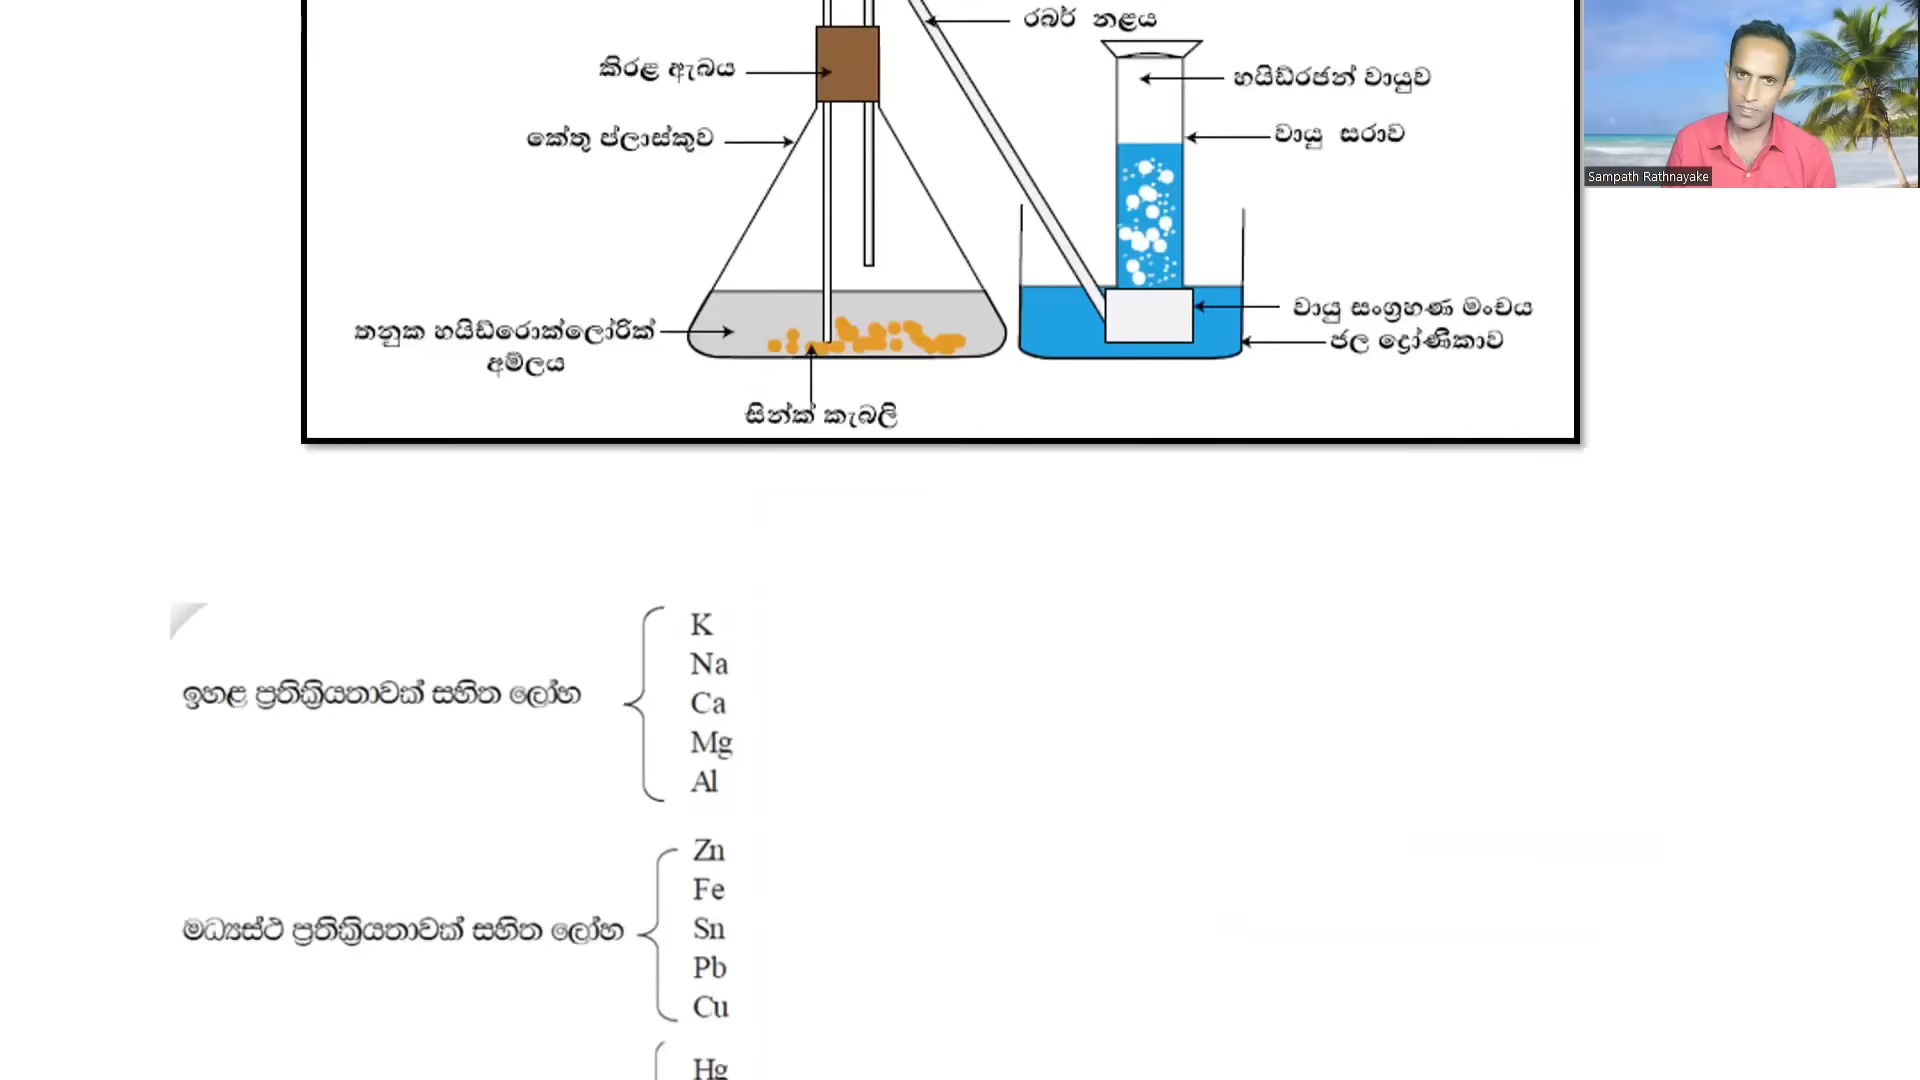 රබර් නළය
කිරළ ඇබය
හයිඩ්රජන් වායුව
කේතු ප්ලාස්කුව
වායු සරාව
Sampath Rathnayake
තනුක හයිඩ්රොක්ලෝරික්
අම්ලය
වායු සංග්‍රහණ මංචය
ජල ද්‍රෝණිකාව
සින්ක් කැබලි
K
Na
ඉහළ ප්‍රතික්‍රියතාවක් සහිත ලෝහ
Ca
Mg
Al
Zn
Fe
මධ්‍යස්ථ ප්‍රතික්‍රියතාවක් සහිත ලෝහ
Sn
Pb
Cu
Hg